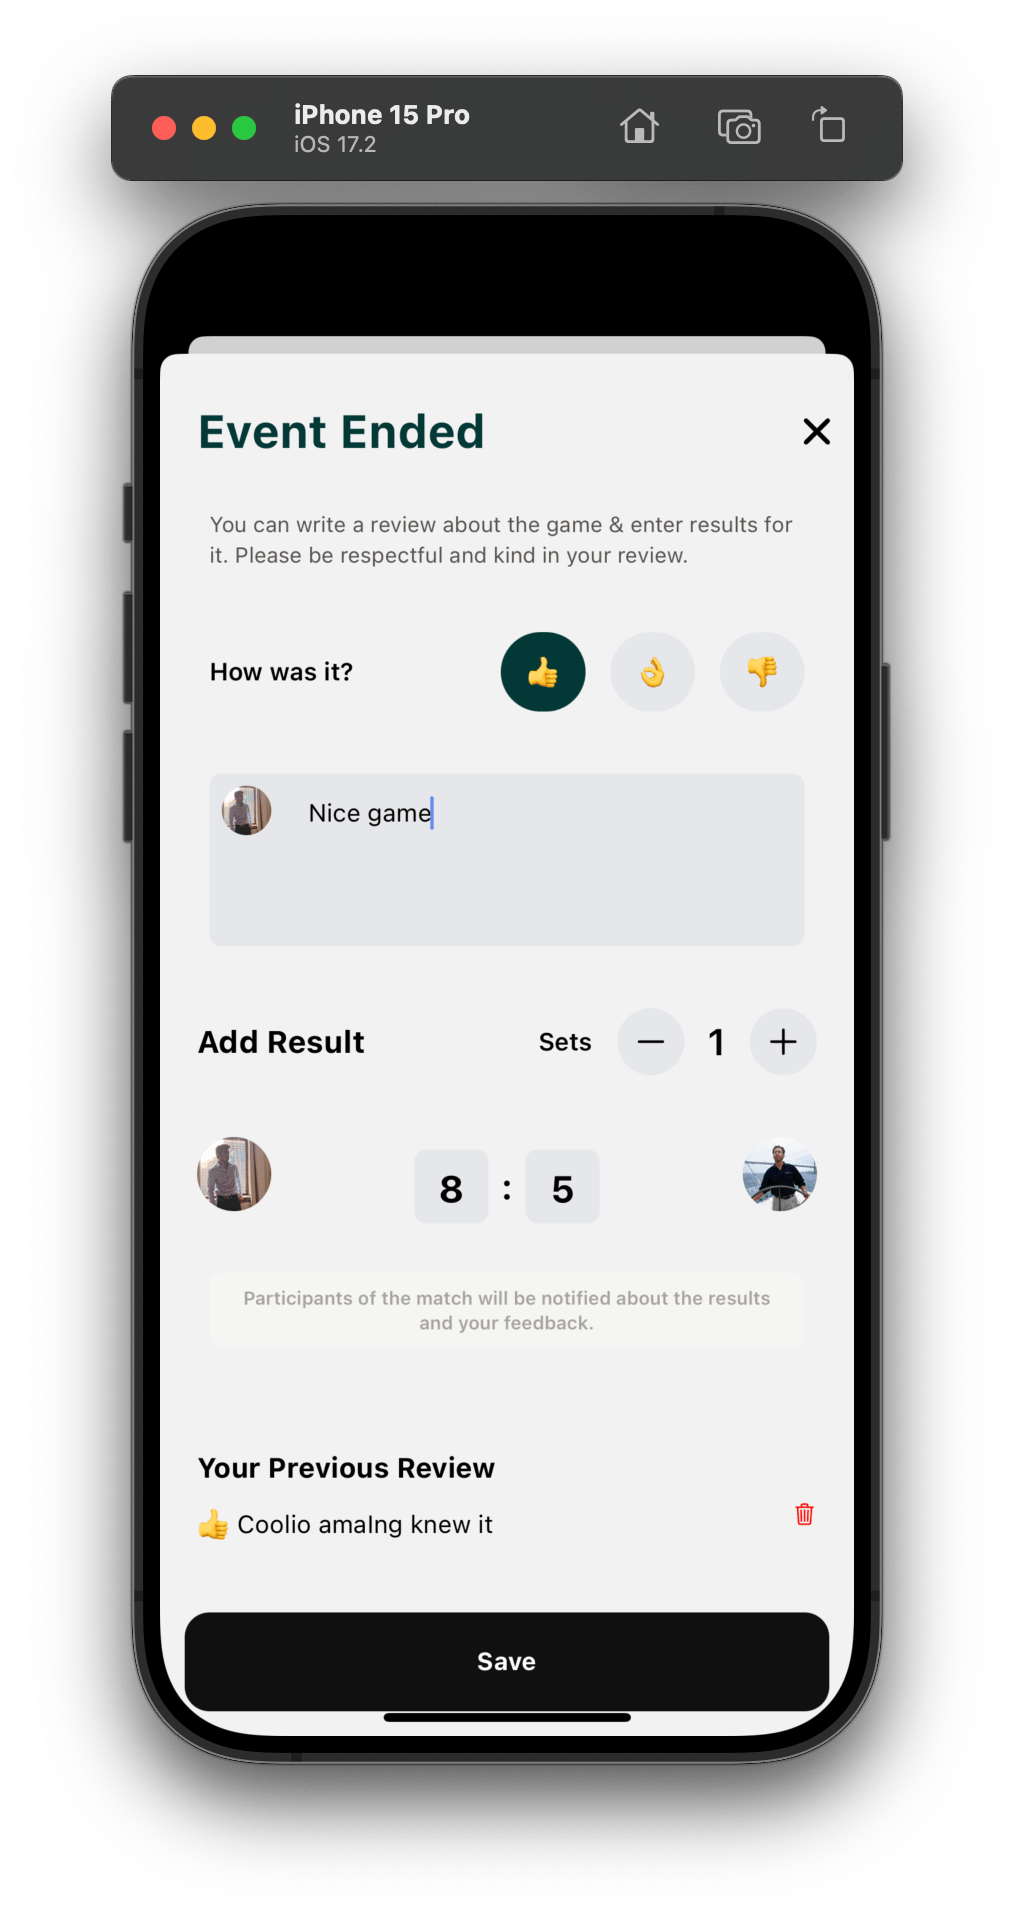 iPhone 15 Pro
iOS 17.2
Event Ended
You can write a review about the game & enter results for
it. Please be respectful and kind in your review.
How was it?
Nice game
Add Result Sets 1
8 : 5
Participants of the match will be notified about the results
and your feedback.
Your Previous Review
👍 Coolio amaIng knew it
Save